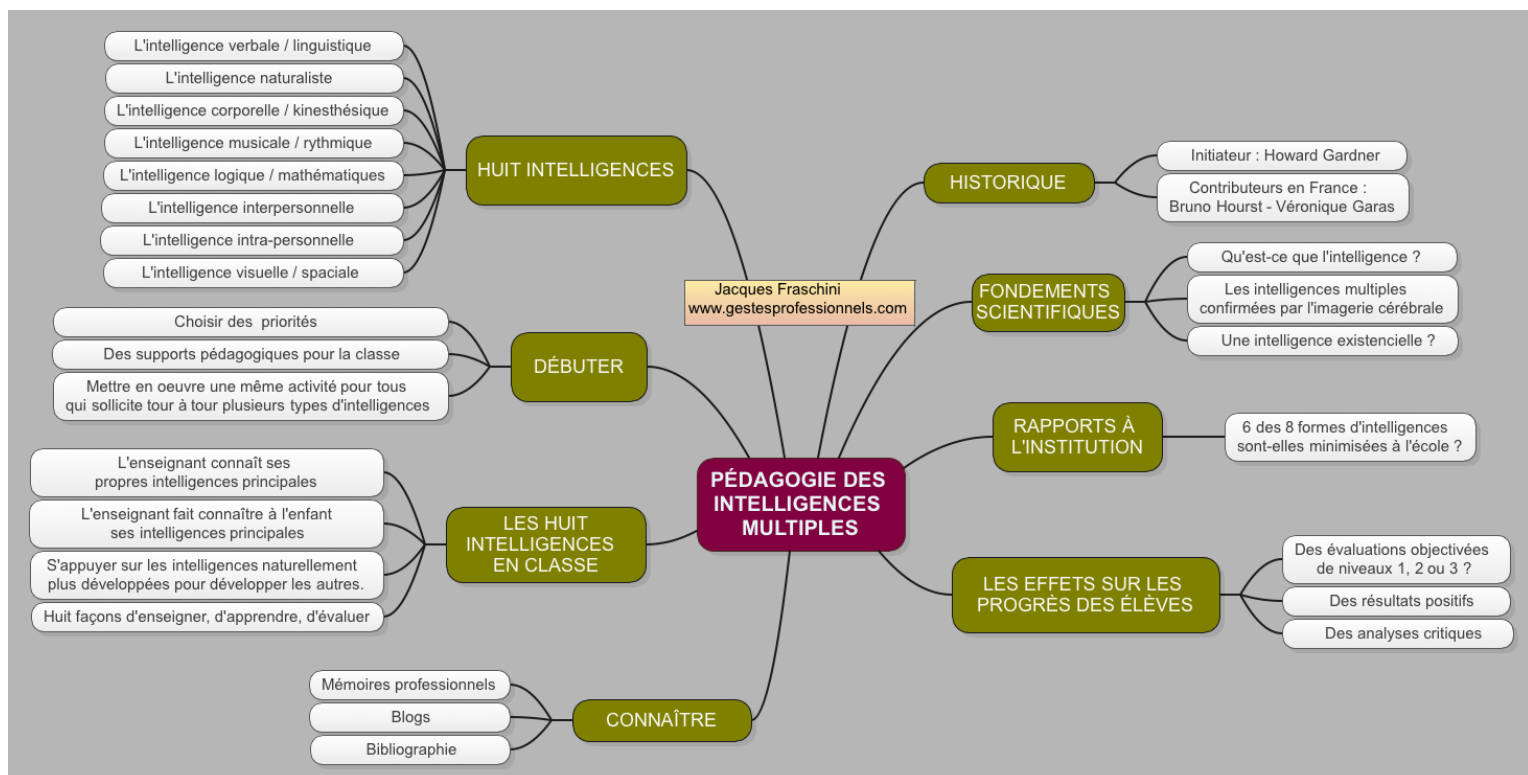 L'intelligence verbale / linguistique
L'intelligence naturaliste
L'intelligence corporelle / kinesthésique
L'intelligence musicale / rythmique
L'intelligence logique / mathématiques
L'intelligence interpersonnelle
L'intelligence intra-personnelle
L'intelligence visuelle / spaciale
HUIT INTELLIGENCES
Choisir des priorités
Des supports pédagogiques pour la classe
Mettre en oeuvre une même activité pour tous
qui sollicite tour à tour plusieurs types d'intelligences
DÉBUTER
L'enseignant connaît ses
propres intelligences principales
L'enseignant fait connaître à l'enfant
ses intelligences principales
S'appuyer sur les intelligences naturellement
plus développées pour développer les autres.
Huit façons d'enseigner, d'apprendre, d'évaluer
LES HUIT
INTELLIGENCES
EN CLASSE
Mémoires professionnels
Blogs
Bibliographie
CONNAÎTRE
Jacques Fraschini
www.gestesprofessionnels.com
PÉDAGOGIE DES
INTELLIGENCES
MULTIPLES
HISTORIQUE
Initiateur : Howard Gardner
Contributeurs en France :
Bruno Hourst - Véronique Garas
FONDEMENTS
SCIENTIFIQUES
Qu'est-ce que l'intelligence ?
Les intelligences multiples
confirmées par l'imagerie cérébrale
Une intelligence existencielle ?
RAPPORTS À
L'INSTITUTION
6 des 8 formes d'intelligences
sont-elles minimisées à l'école ?
LES EFFETS SUR LES
PROGRÈS DES ÉLÈVES
Des évaluations objectivées
de niveaux 1, 2 ou 3 ?
Des résultats positifs
Des analyses critiques